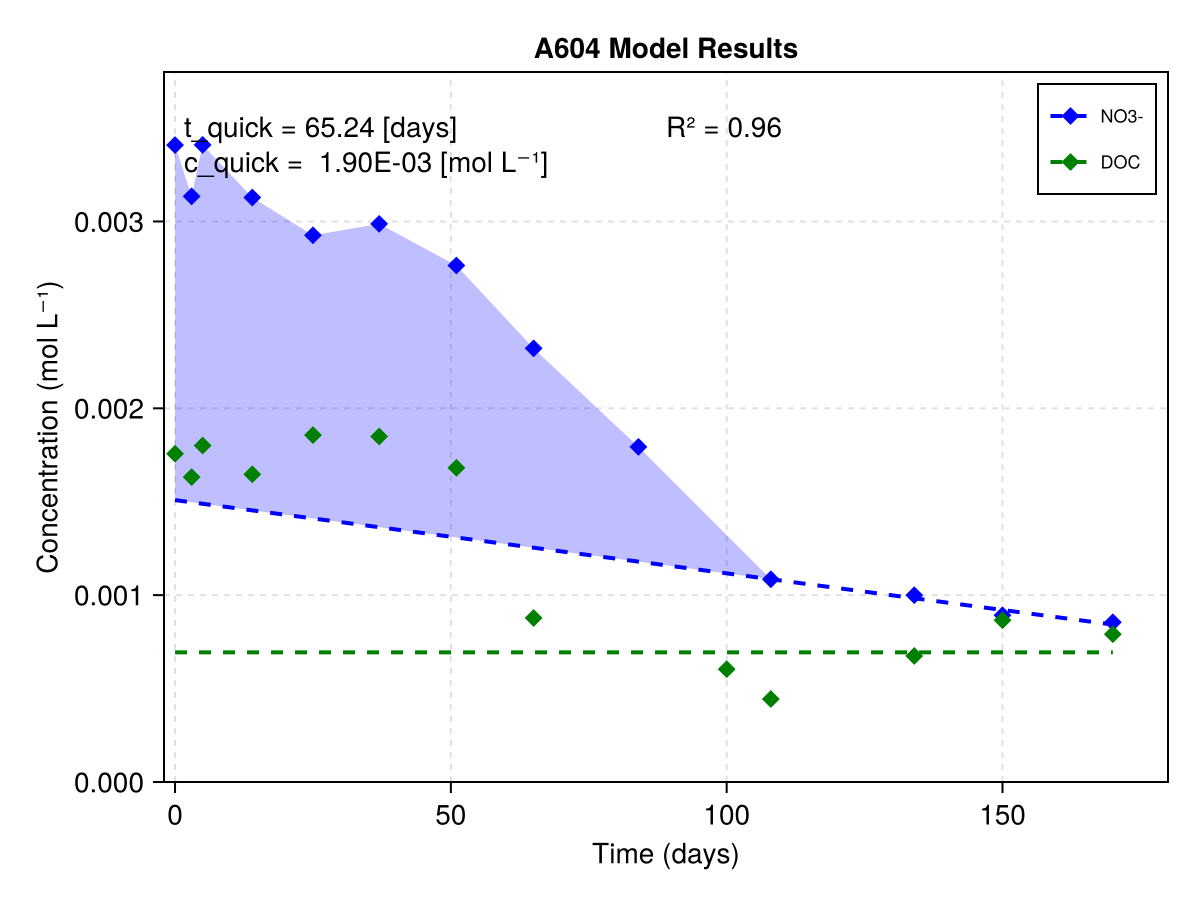 A604 Model Results
t_quick = 65.24 [days]
R² = 0.96
c_quick =  1.90E-03 [mol L⁻¹]
NO3-
DOC
Concentration (mol L⁻¹)
0.003
0.002
0.001
0.000
0
50
100
150
Time (days)